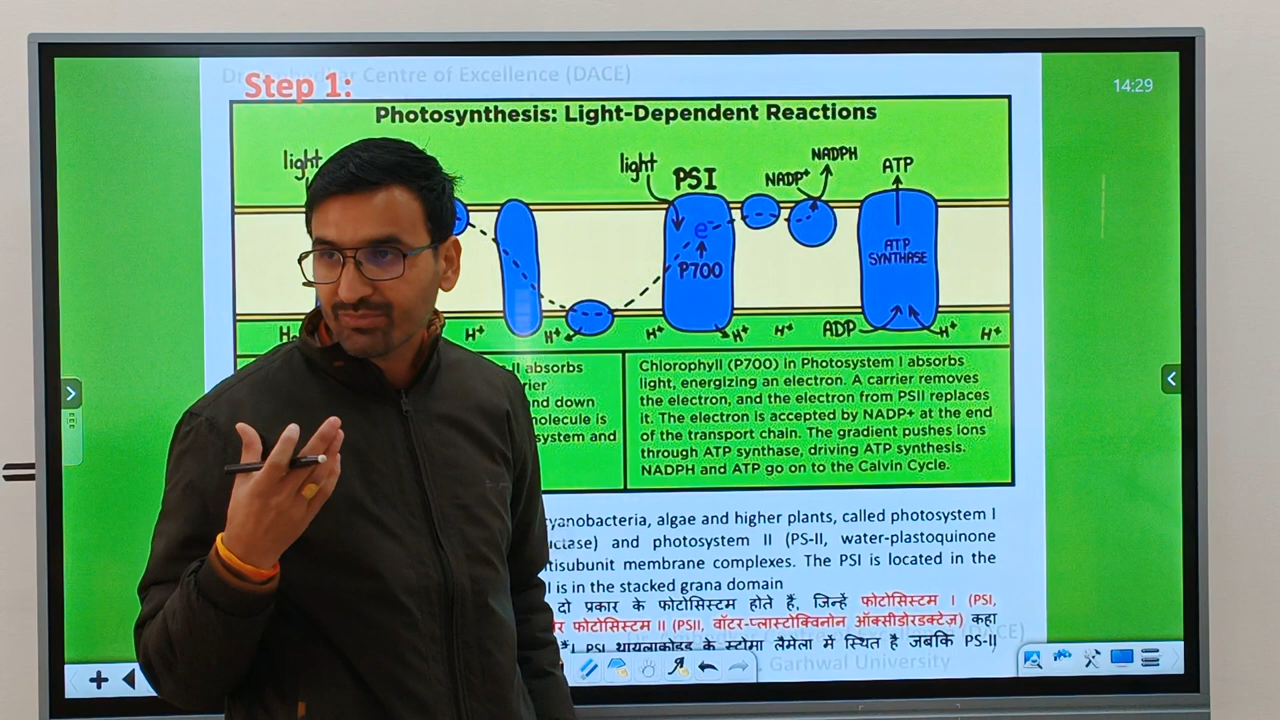 Centre of Excellence (DACE)
Step 1:
14:29
Photosynthesis: Light-Dependent Reactions
light
light
PSI
NADP⁺
NADPH
ATP
e⁻
P700
ATP
SYNTHASE
H⁺
H⁺
H⁺
H⁺
H⁺
ADP
H⁺
H⁺
II absorbs
nd down
system and
Chlorophyll (P700) in Photosystem I absorbs
light, energizing an electron. A carrier removes
the electron, and the electron from PSII replaces
it. The electron is accepted by NADP+ at the end
of the transport chain. The gradient pushes ions
through ATP synthase, driving ATP synthesis.
NADPH and ATP go on to the Calvin Cycle.
algae and higher plants, called photosystem I
and photosystem II (PS-II, water-plastoquinone
membrane complexes. The PSI is located in the
is in the stacked grana domain
दो प्रकार के फोटोसिस्टम होते हैं, जिन्हें फोटोसिस्टम I (PSI,
फोटोसिस्टम II (PSII, वॉटर-प्लास्टोक्विनोन ऑक्सीडोरडक्टेज़) कहा
PSI थायलाकोइड के स्टोमा लैमेला में स्थित है जबकि PS-II
Garhwal University